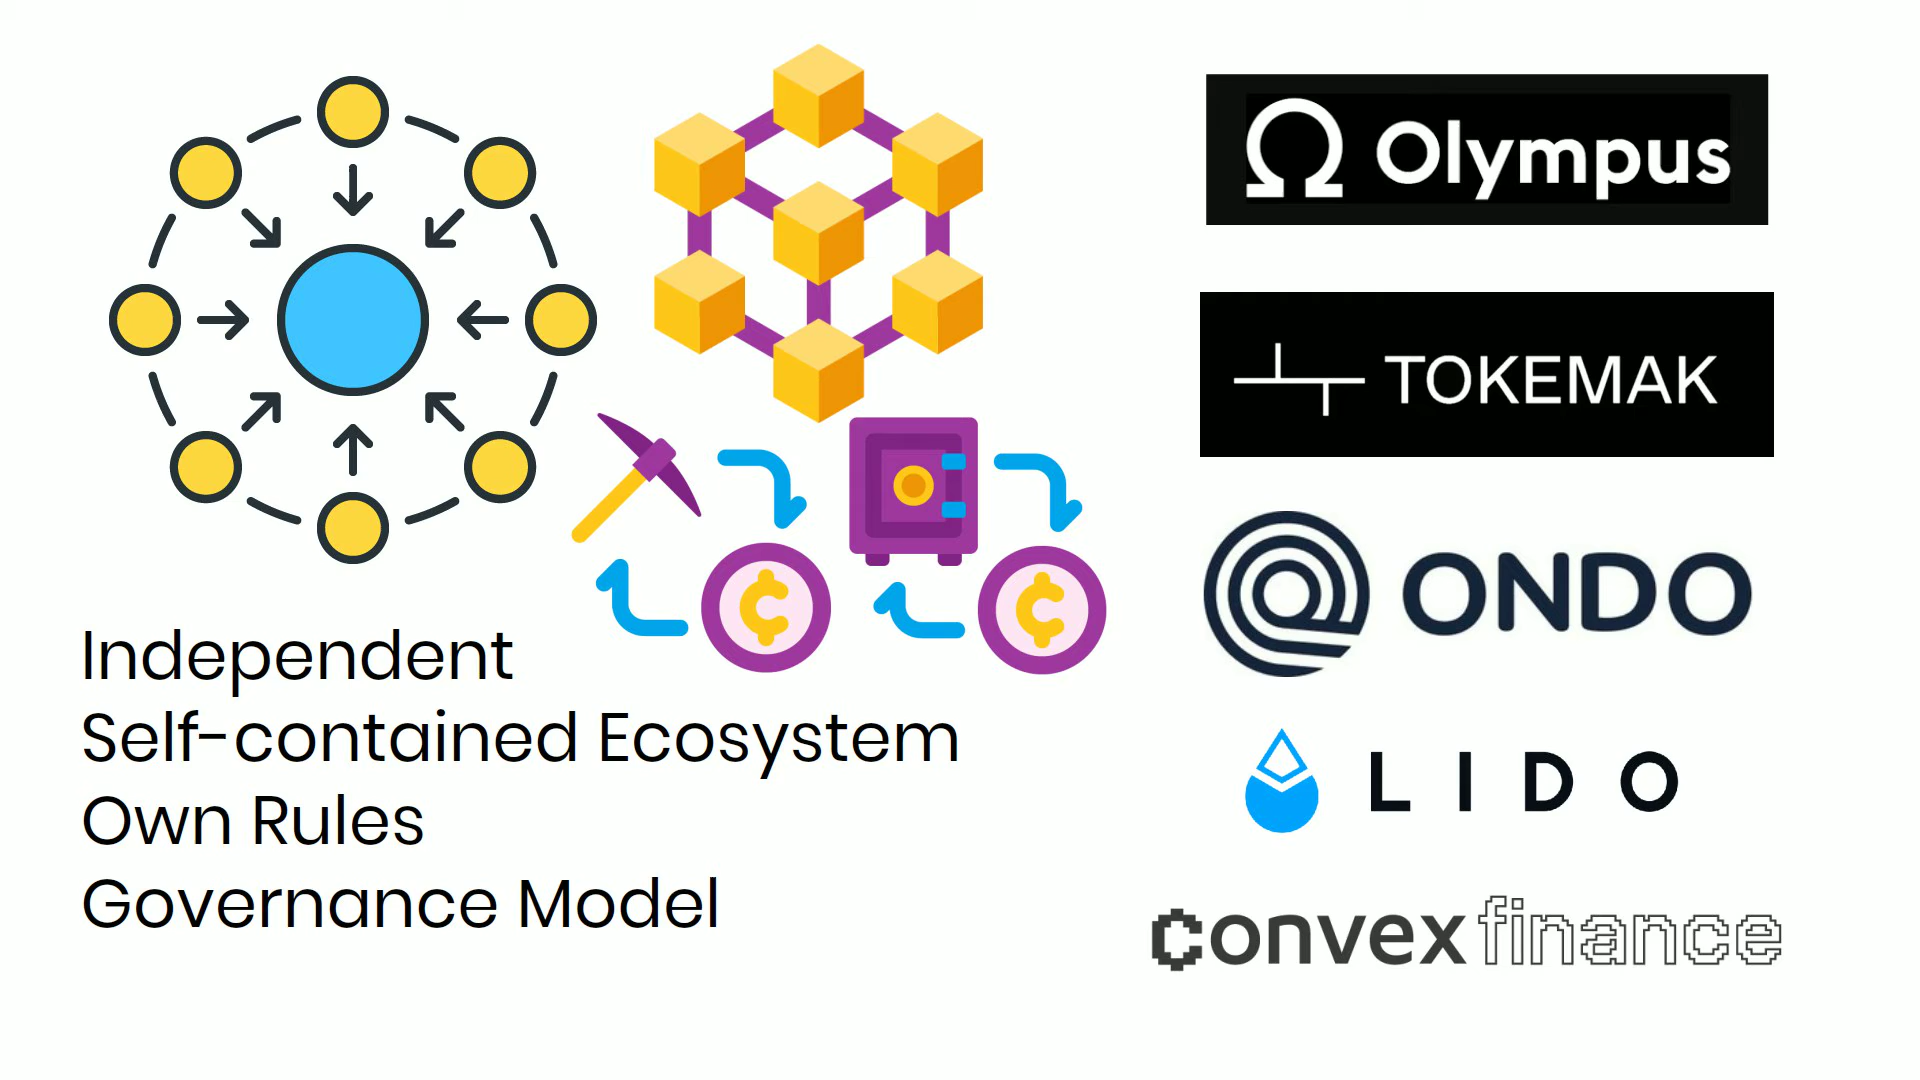 Independent
Self-contained Ecosystem
Own Rules
Governance Model
Olympus
TOKEMAK
ONDO
LIDO
convex finance